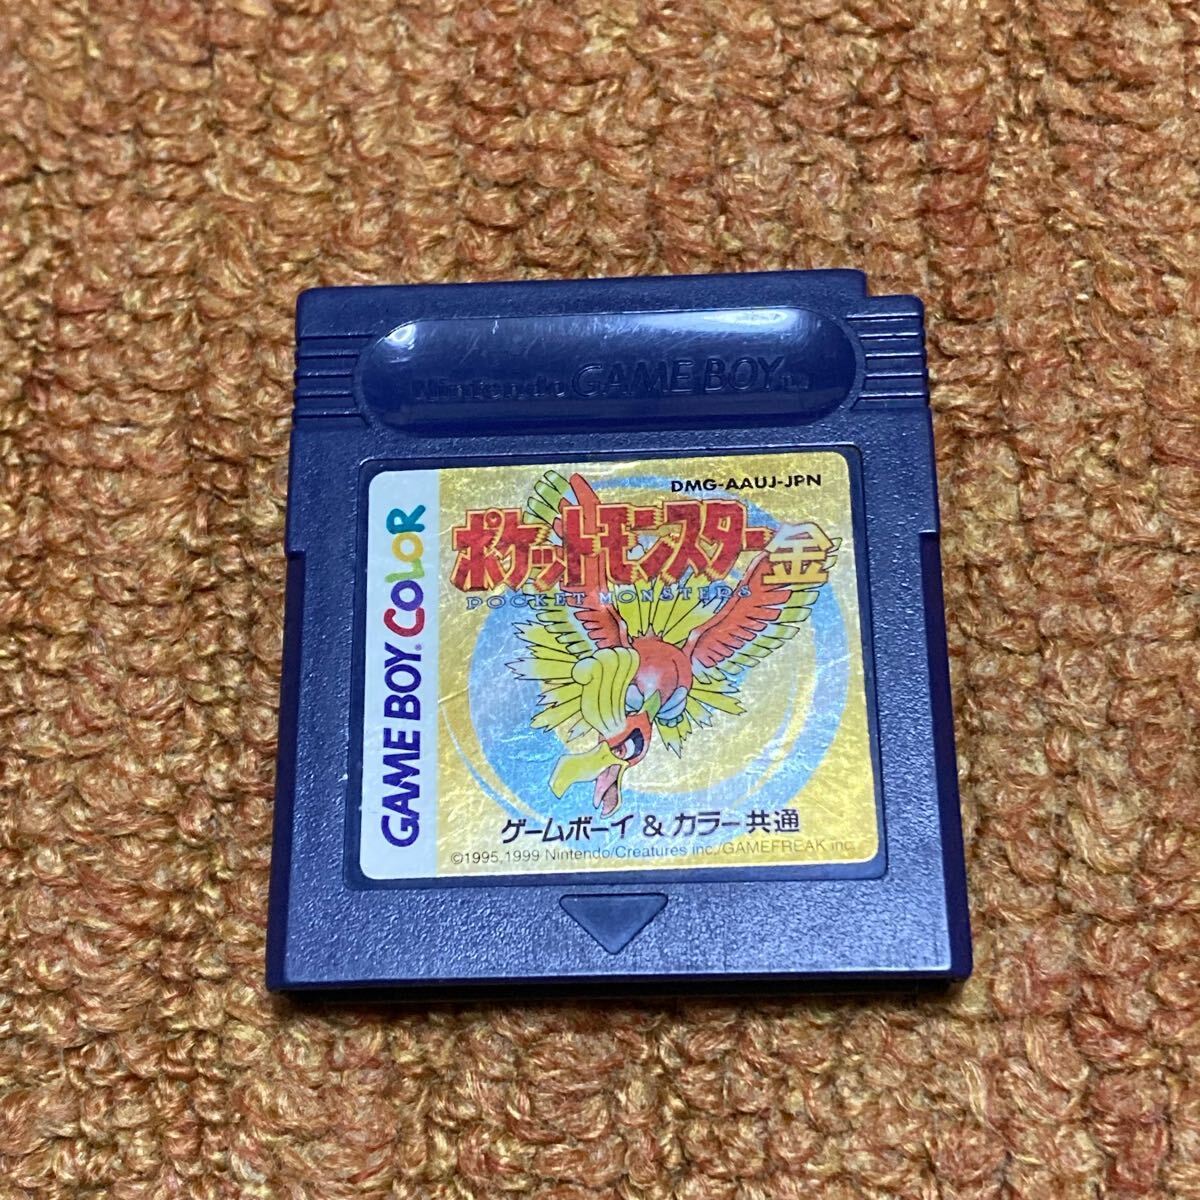 Nintendo GAME BOY TM
DMG-AAUJ-JPN
ポケットモンスター金
POCKET MONSTERS
GAME BOY COLOR
ゲームボーイ & カラー共通
©1995,1999 Nintendo/Creatures inc./GAMEFREAK inc.